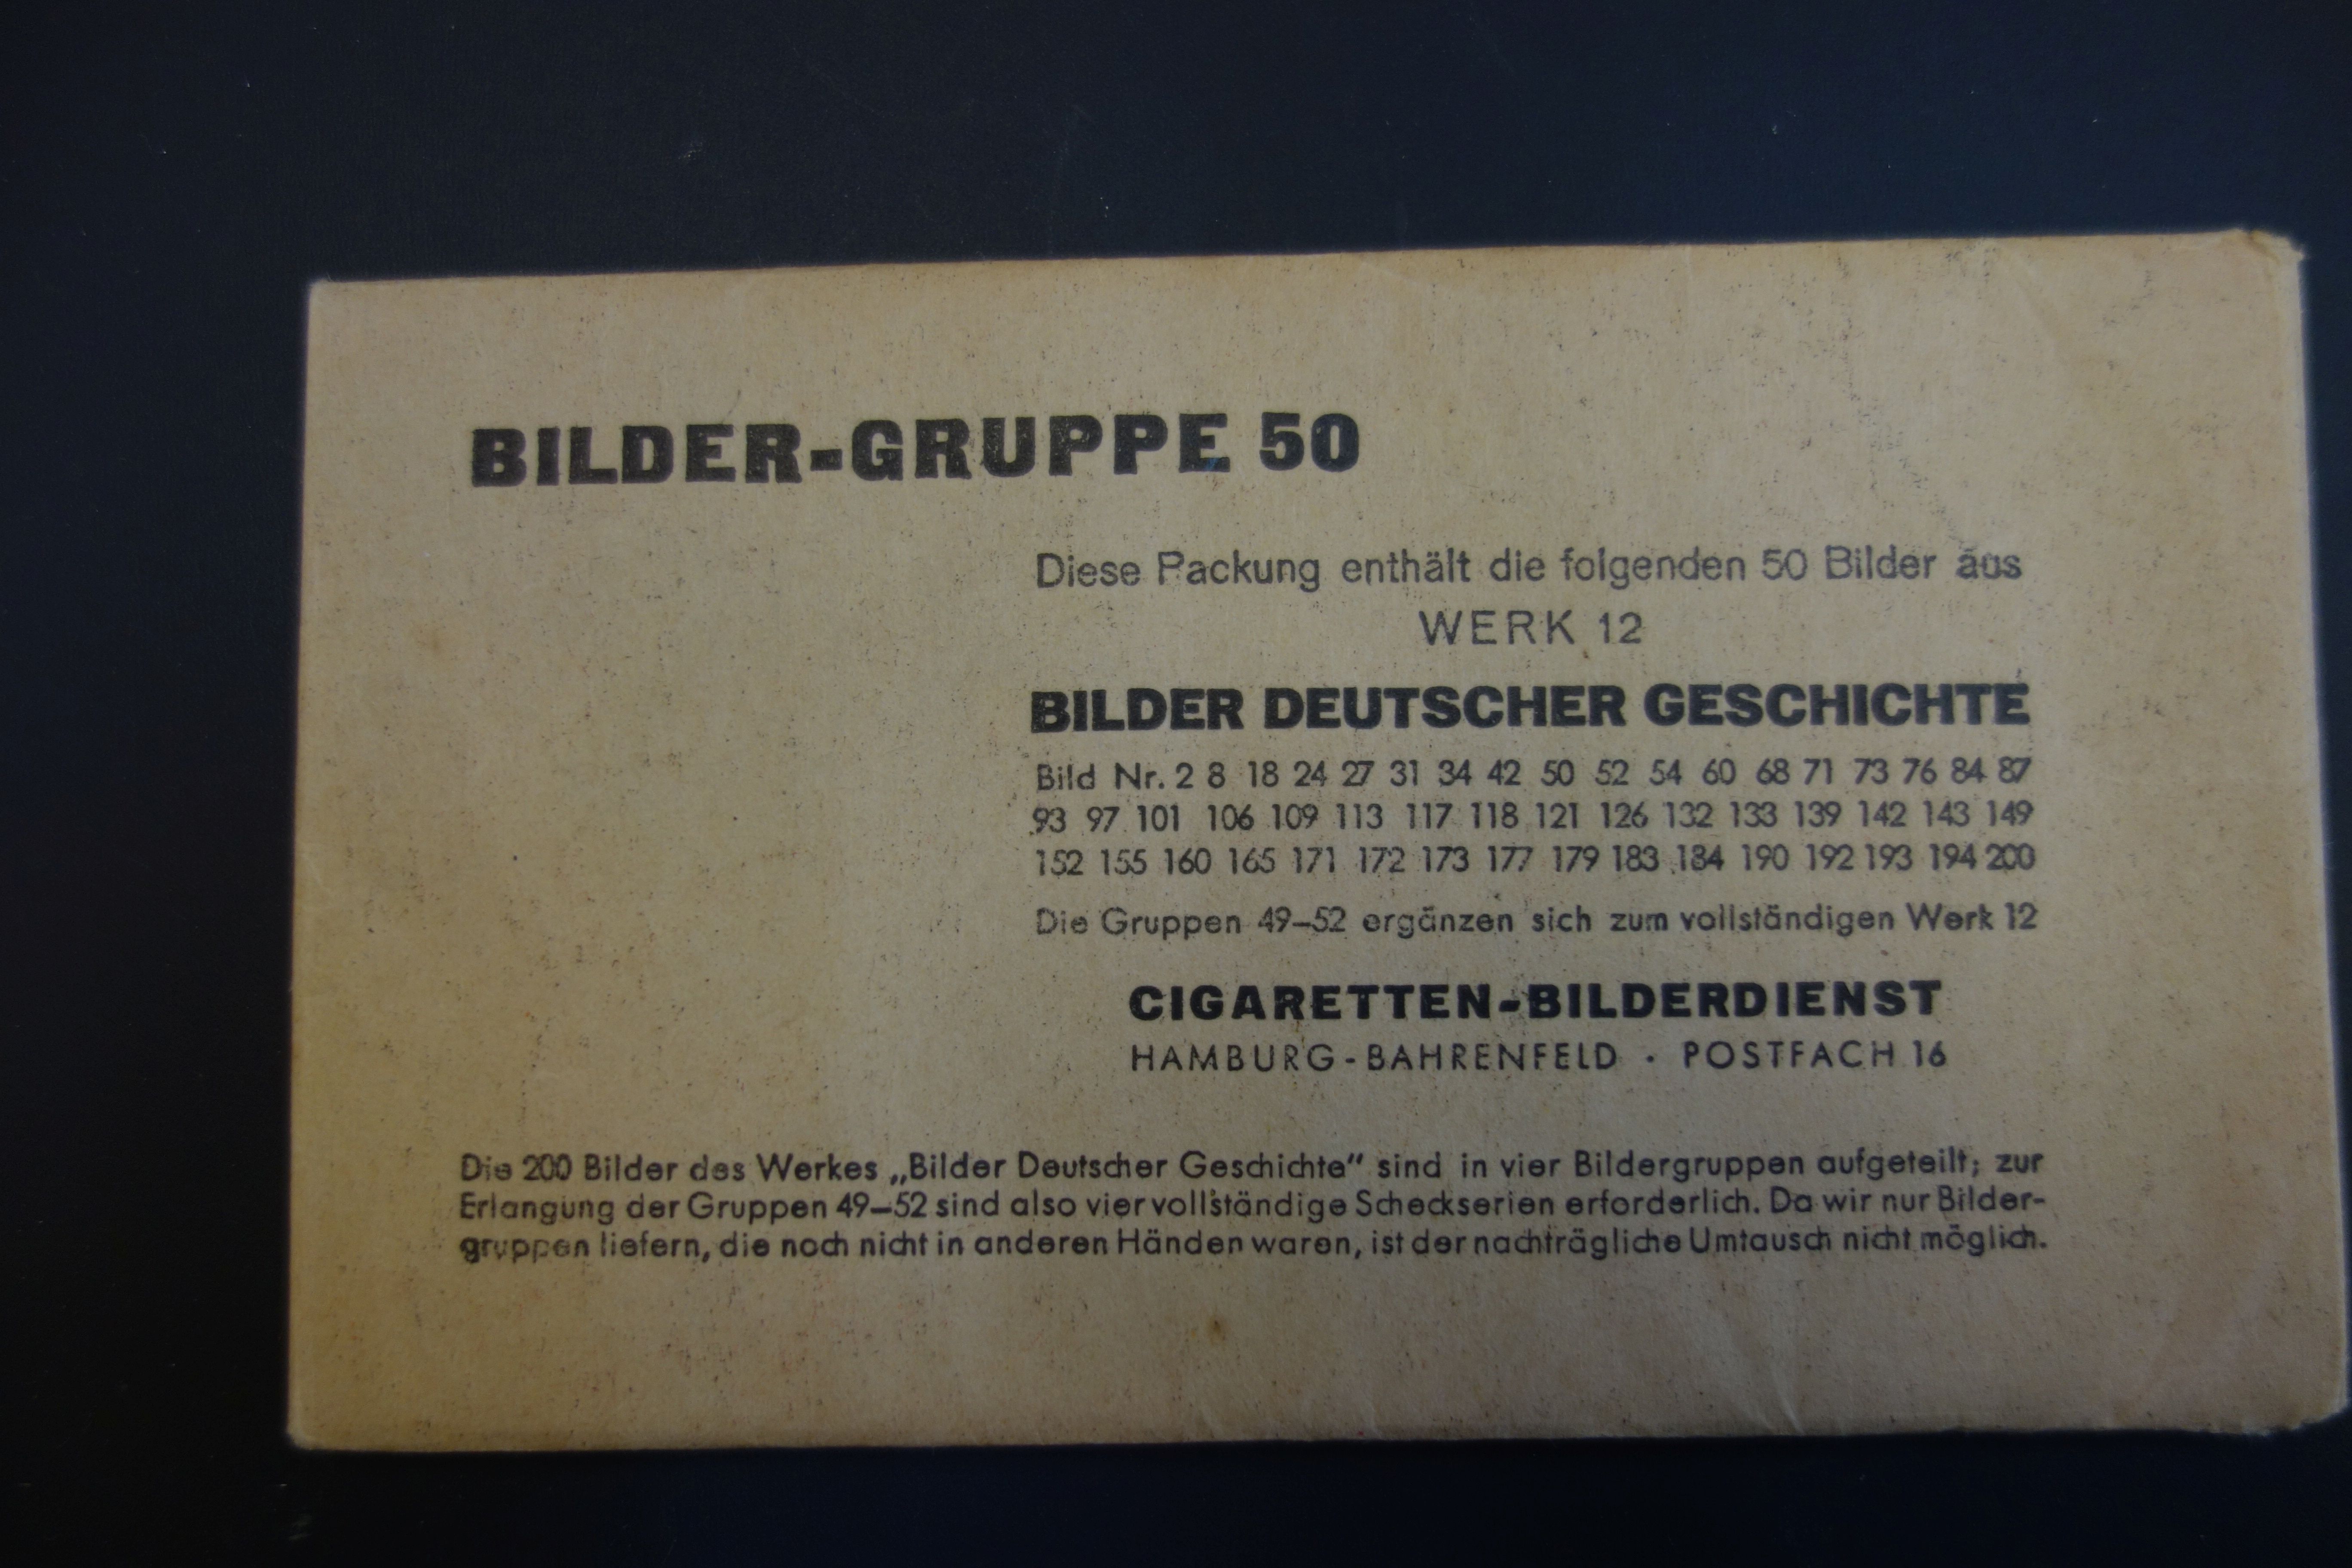 BILDER-GRUPPE 50
Diese Packung enthält die folgenden 50 Bilder aus
WERK 12
BILDER DEUTSCHER GESCHICHTE
Bild Nr. 2 8 18 24 27 31 34 42 50 52 54 60 68 71 73 76 84 87
93 97 101 106 109 113 117 118 121 126 132 133 139 142 143 149
152 155 160 165 171 172 173 177 179 183 184 190 192 193 194 200
Die Gruppen 49–52 ergänzen sich zum vollständigen Werk 12
CIGARETTEN-BILDERDIENST
HAMBURG-BAHRENFELD · POSTFACH 16
Die 200 Bilder des Werkes „Bilder Deutscher Geschichte“ sind in vier Bildergruppen aufgeteilt; zur
Erlangung der Gruppen 49–52 sind also vier vollständige Scheckserien erforderlich. Da wir nur Bilder-
gruppen liefern, die noch nicht in anderen Händen waren, ist der nachträgliche Umtausch nicht möglich.